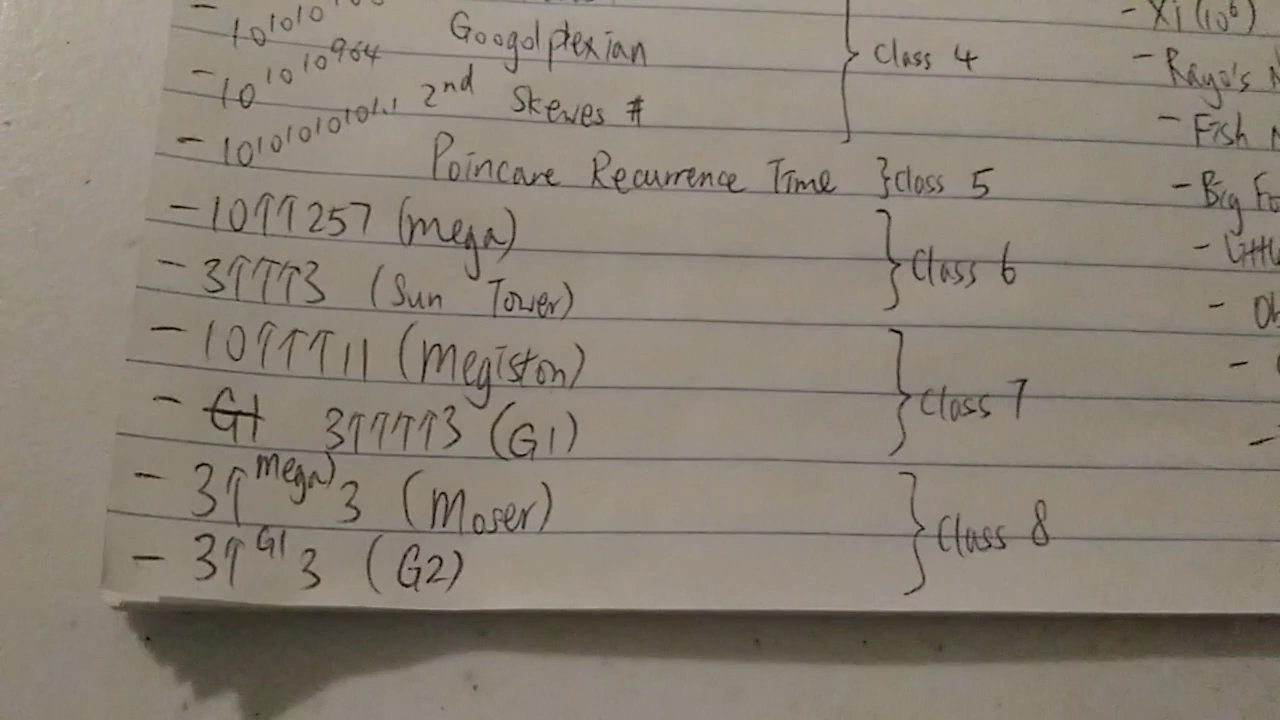 - 10^10^10^100 Googolplexian } Class 4
- 10^10^10^964 2nd Skewes #
- 10^10^10^10^10^1.1 Poincare Recurrence Time } Class 5
- 10↑↑257 (mega) } Class 6
- 3↑↑↑3 (Sun Tower)
- 10↑↑↑11 (Megiston) } Class 7
- G1 3↑↑↑↑3 (G1)
- 3↑^Mega) 3 (Moser) } Class 8
- 3↑^G1 3 (G2)
- Xi (10^6)
- Rayo's
- Fish
- Big